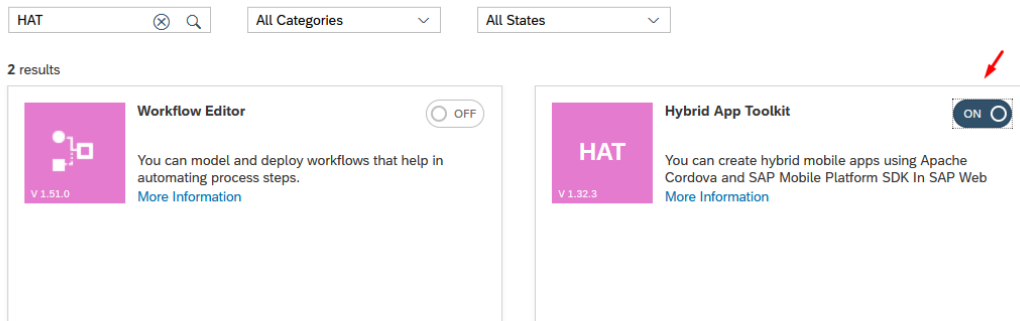 HAT
All Categories
All States
2 results
Workflow Editor
OFF
You can model and deploy workflows that help in
automating process steps.
More Information
V 1.51.0
Hybrid App Toolkit
ON
HAT
You can create hybrid mobile apps using Apache
Cordova and SAP Mobile Platform SDK In SAP Web
More Information
V 1.32.3